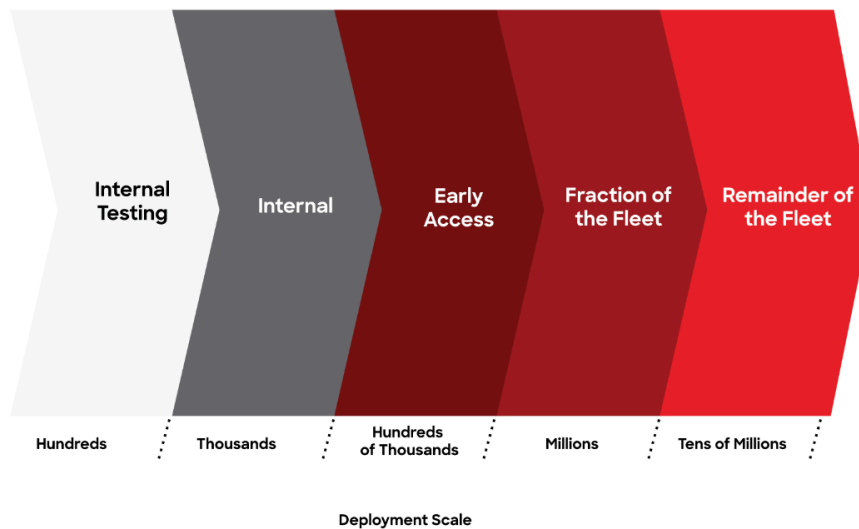 Internal
Testing
Internal
Early
Access
Fraction of
the Fleet
Remainder of
the Fleet
Hundreds
Thousands
Hundreds
of Thousands
Millions
Tens of Millions
Deployment Scale